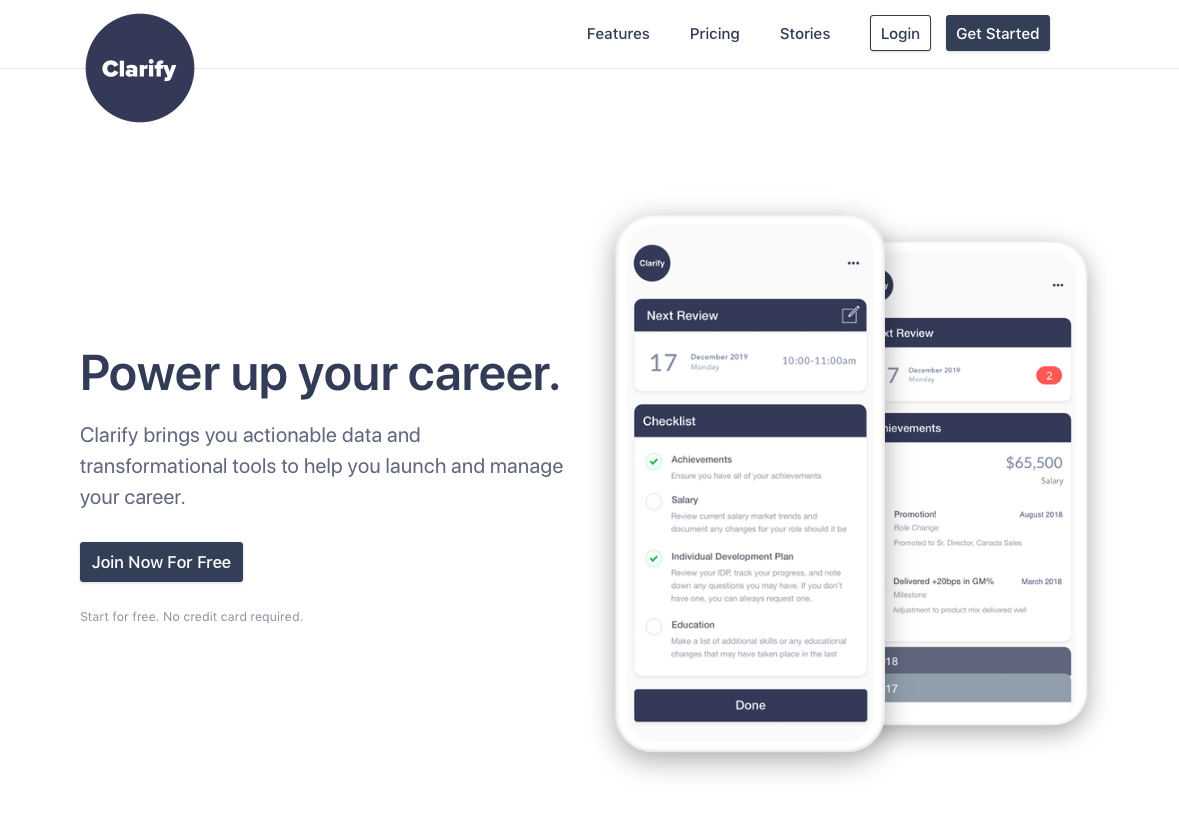 Clarify
Features
Pricing
Stories
Login
Get Started
Power up your career.
Clarify brings you actionable data and
transformational tools to help you launch and manage
your career.
Join Now For Free
Start for free. No credit card required.
Clarify
Next Review
17
December 2019
Monday
10:00-11:00am
Checklist
Achievements
Ensure you have all of your achievements
Salary
Review current salary market trends and
document any changes for your role should it be
Individual Development Plan
Review your IDP, track your progress, and note
down any questions you may have. If you don't
have one, you can always request one.
Education
Make a list of additional skills or any educational
changes that may have taken place in the last
Done
y
xt Review
7
December 2019
Monday
2
hievements
$65,500
Salary
Promotion!
August 2018
Role Change
Promoted to Sr. Director, Canada Sales
Delivered +20bps in GM%
March 2018
Milestone
Adjustment to product mix delivered well
18
17